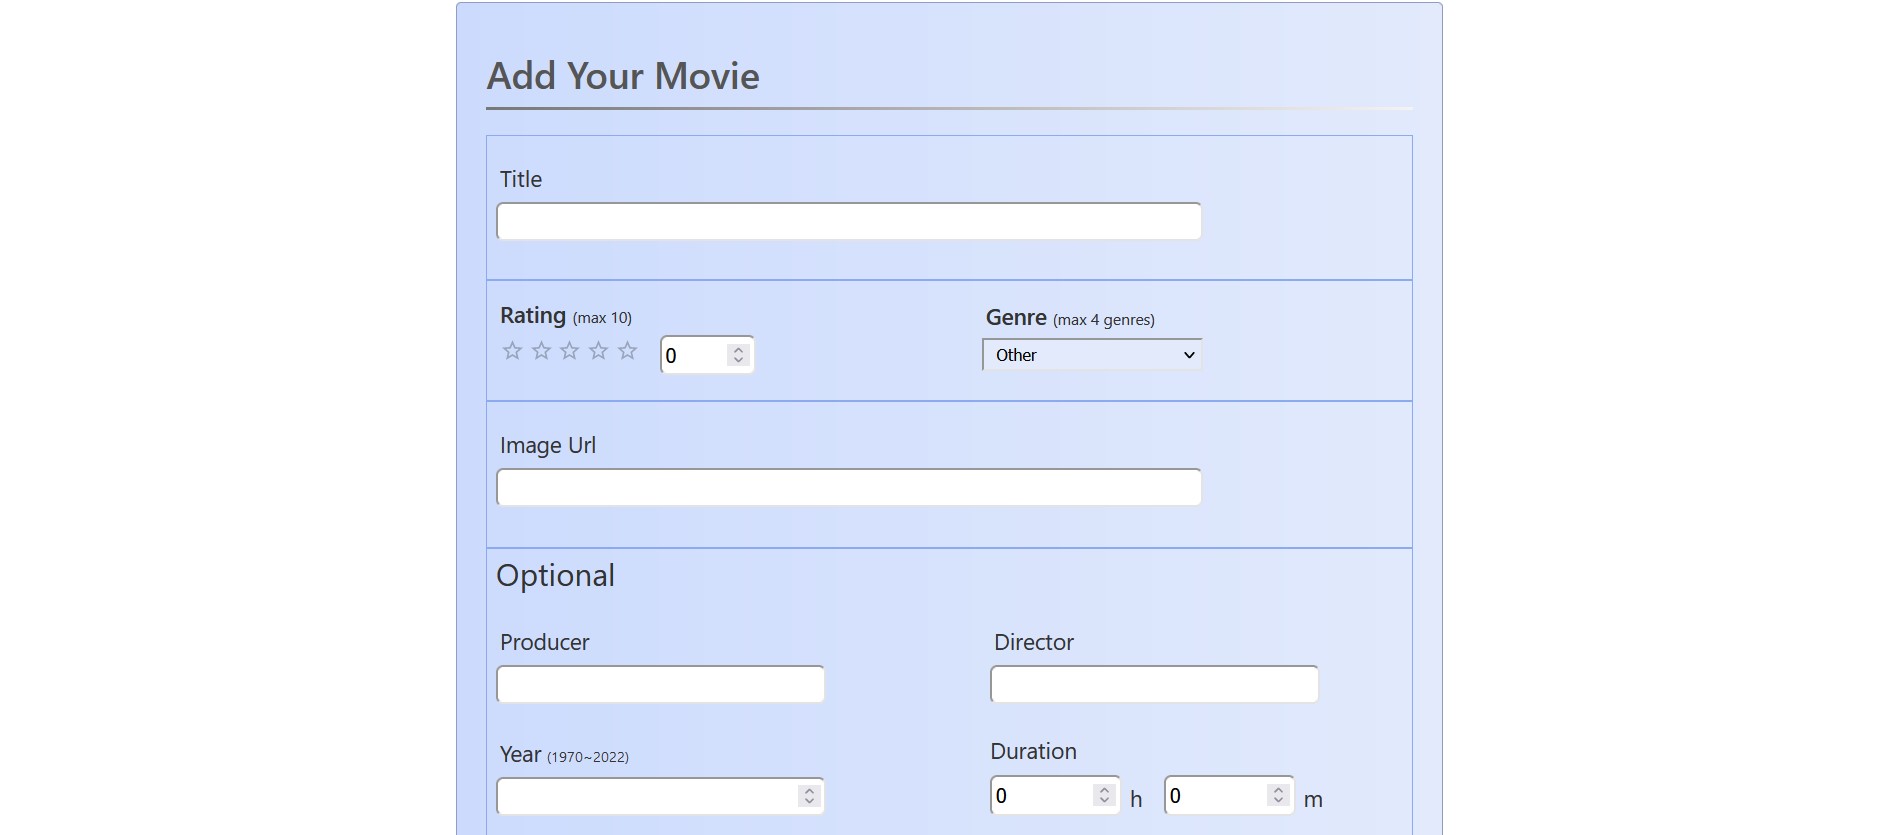 Add Your Movie
Title
Rating (max 10)
Genre (max 4 genres)
0
Other
Image Url
Optional
Producer
Director
Year (1970~2022)
Duration
0 h 0 m